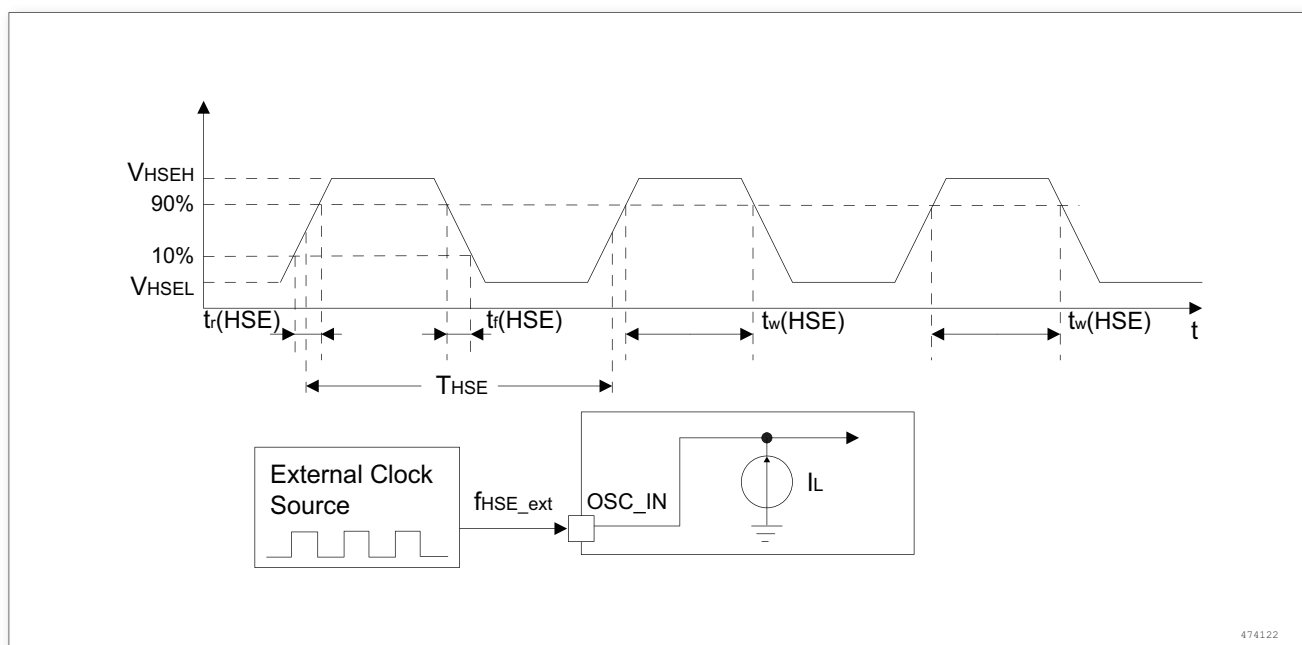 VHSEH
90%
10%
VHSEL
tr(HSE)
tf(HSE)
tw(HSE)
tw(HSE)
t
THSE
External Clock
Source
fHSE_ext
OSC_IN
IL
474122